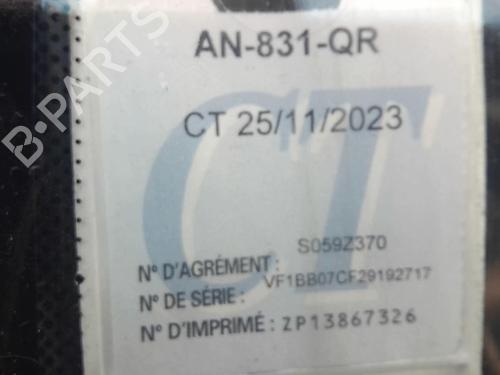 AN-831-QR
CT 25/11/2023
CT
N° D'AGRÉMENT : S059Z370
N° DE SÉRIE : VF1BB07CF29192717
N° D'IMPRIMÉ : ZP13867326
B-PARTS